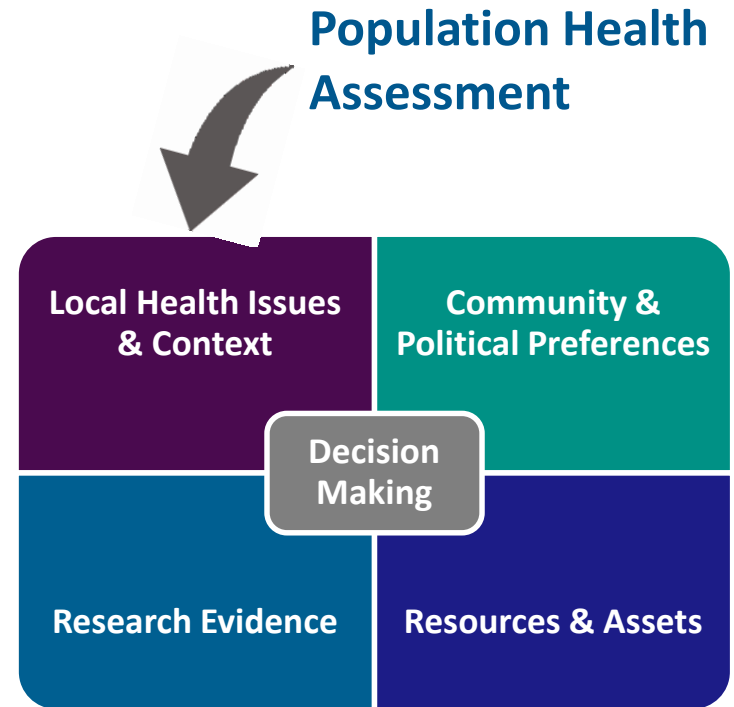 Population Health
Assessment
Local Health Issues
& Context
Community &
Political Preferences
Decision
Making
Research Evidence
Resources & Assets